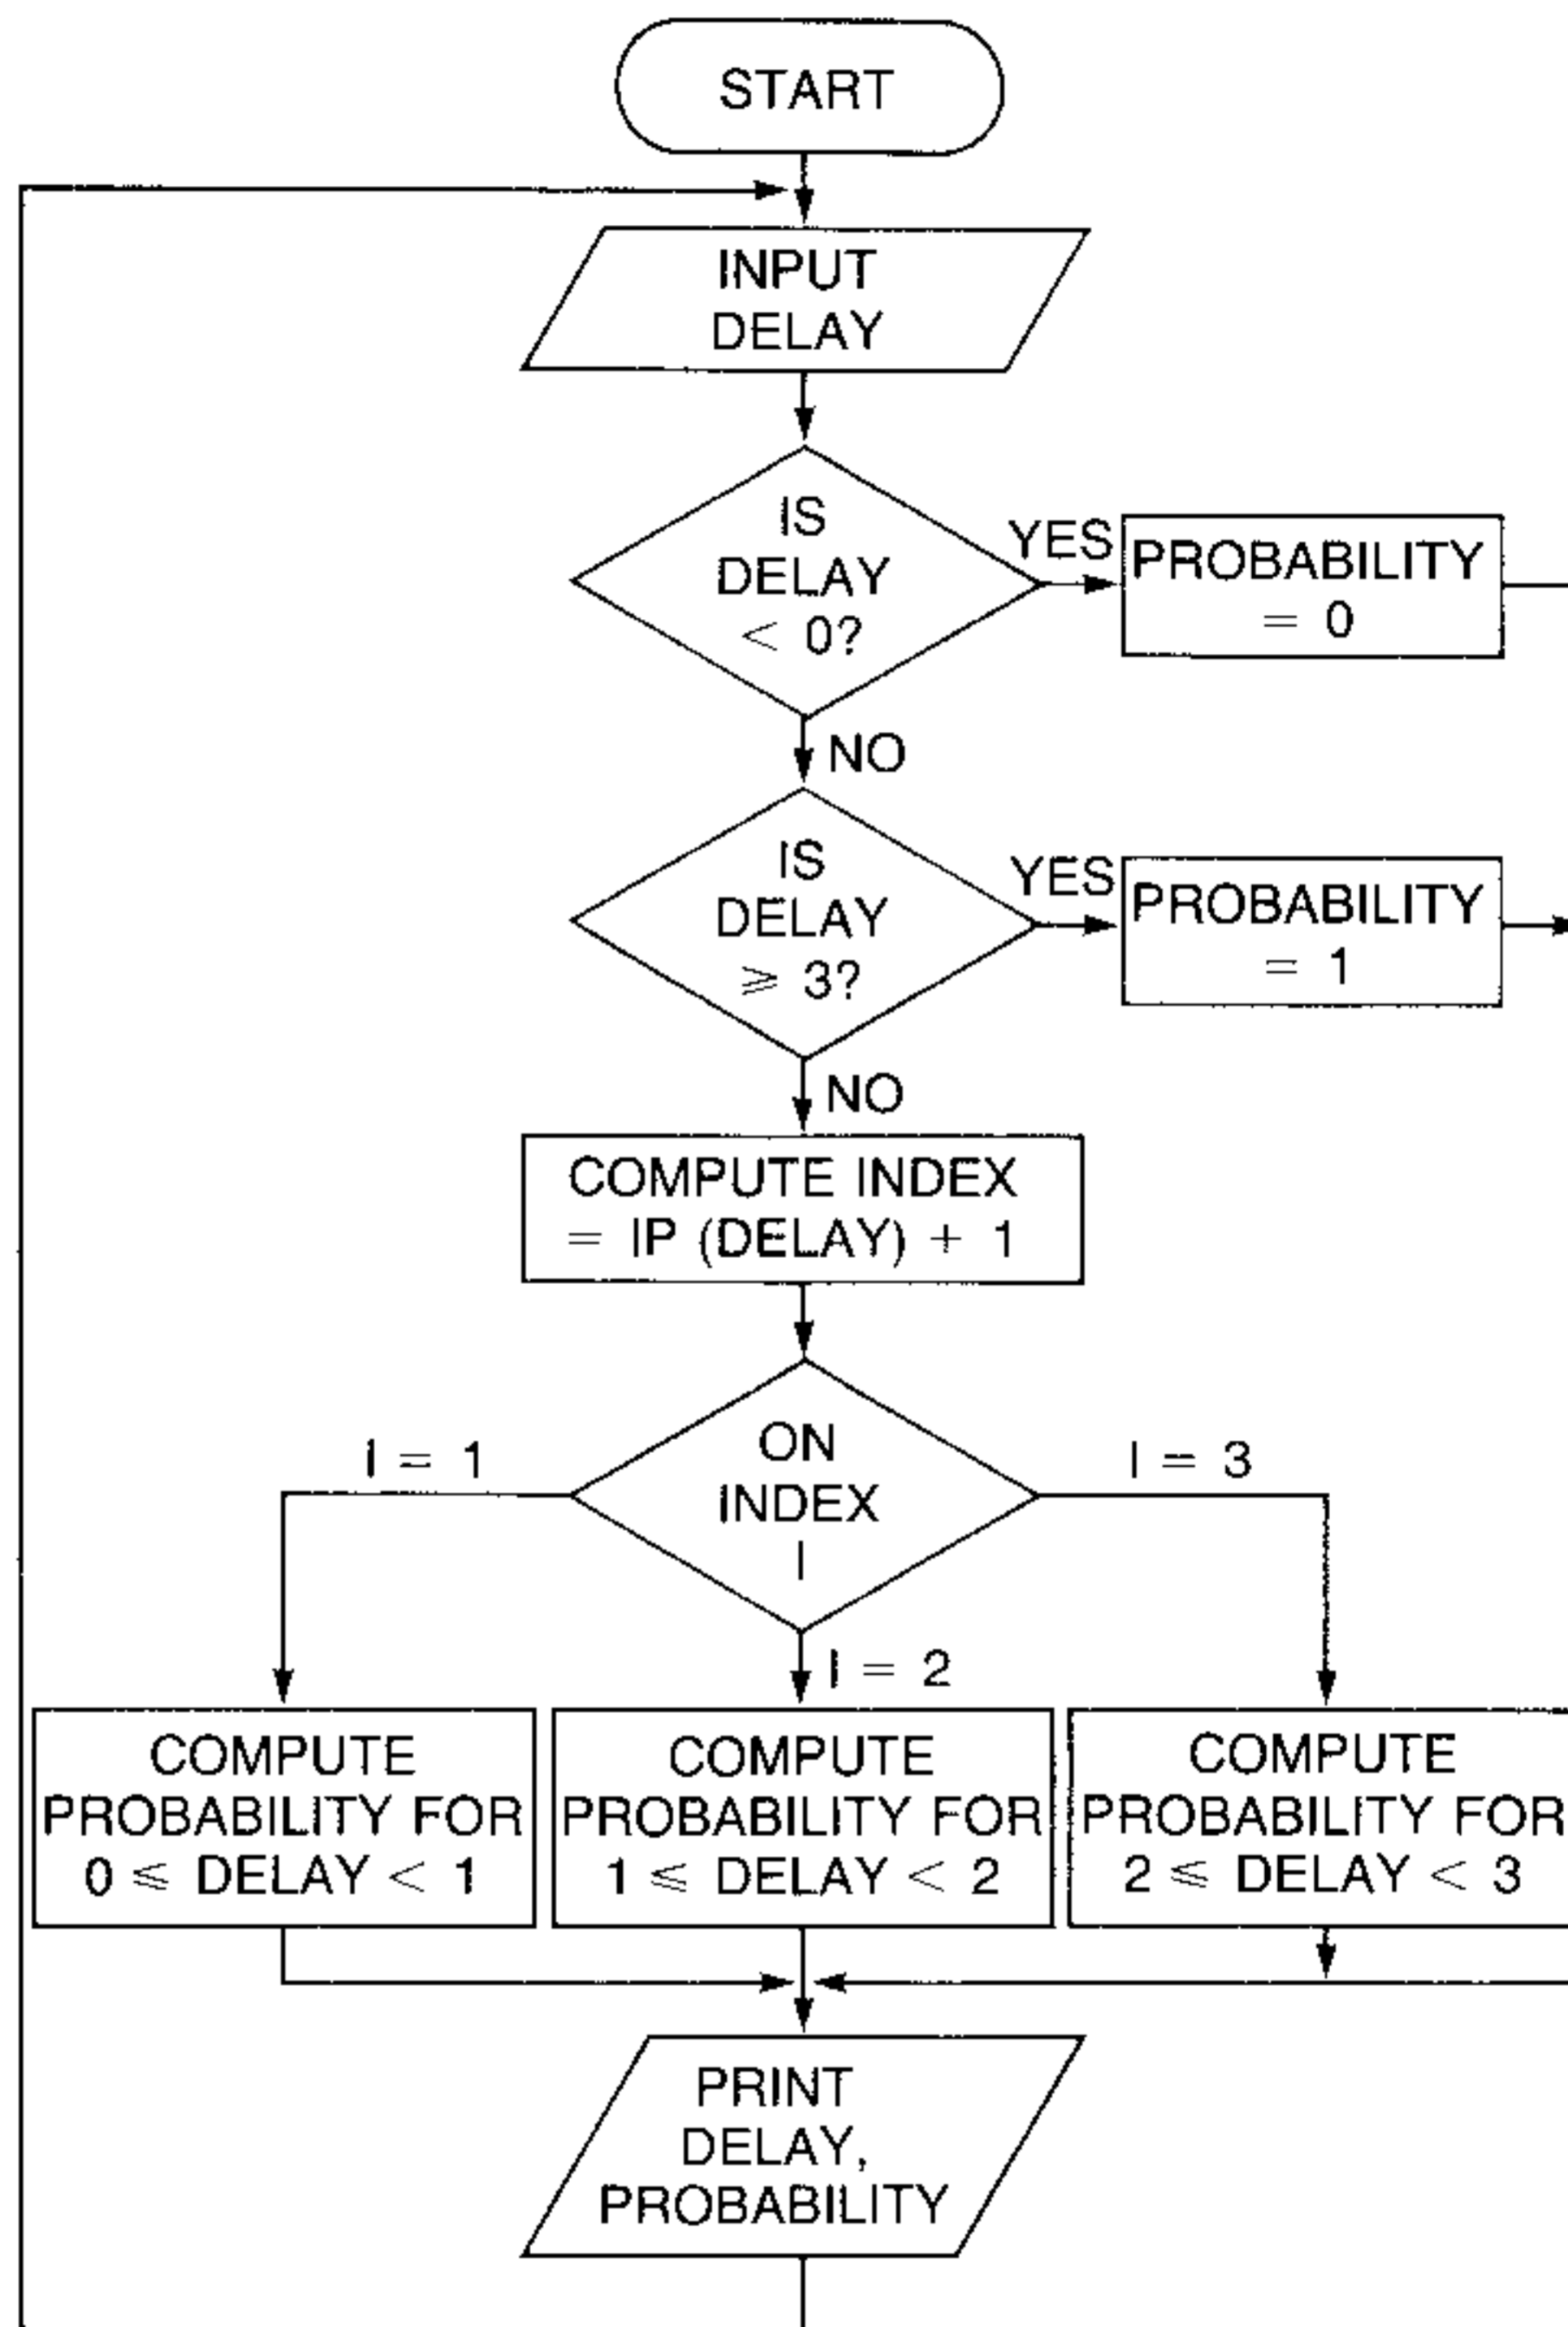 START
INPUT
DELAY
IS
DELAY
< 0?
YES
PROBABILITY
= 0
NO
IS
DELAY
⩾ 3?
YES
PROBABILITY
= 1
NO
COMPUTE INDEX
= IP (DELAY) + 1
ON
INDEX
I
I = 1
I = 3
I = 2
COMPUTE
PROBABILITY FOR
0 ⩽ DELAY < 1
COMPUTE
PROBABILITY FOR
1 ⩽ DELAY < 2
COMPUTE
PROBABILITY FOR
2 ⩽ DELAY < 3
PRINT
DELAY,
PROBABILITY